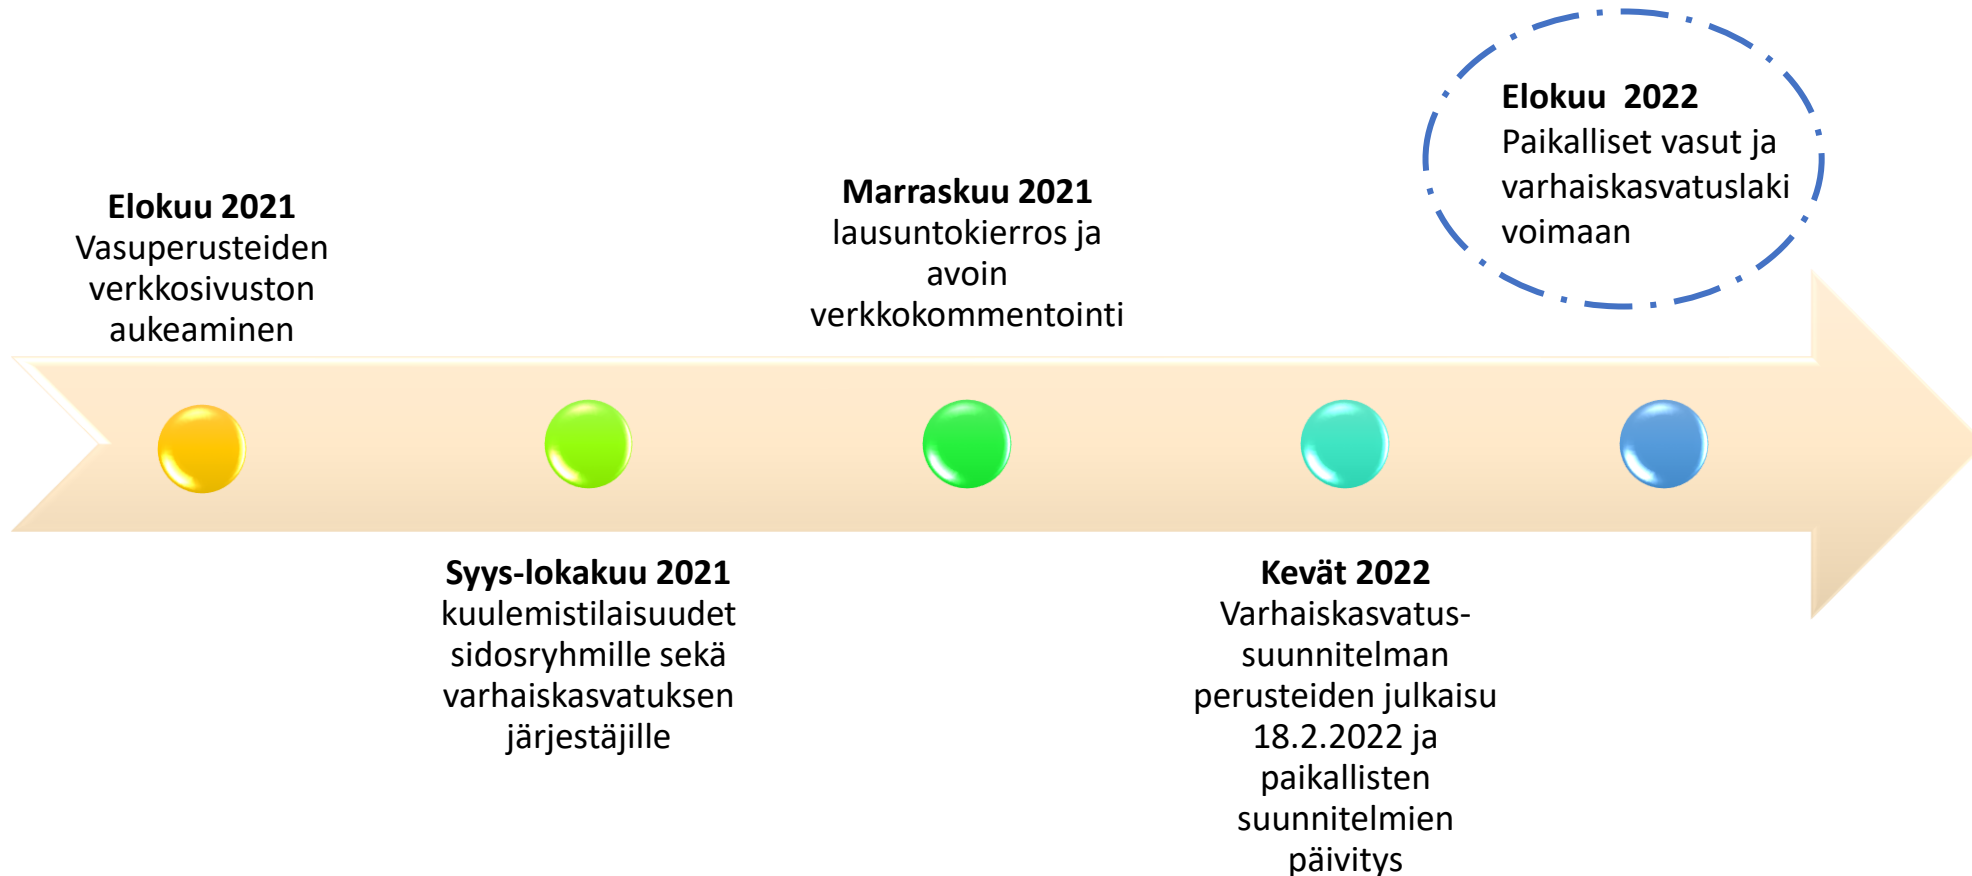 Elokuu 2021
Vasuperusteiden
verkkosivuston
aukeaminen
Syys-lokakuu 2021
kuulemistilaisuudet
sidosryhmille sekä
varhaiskasvatuksen
järjestäjille
Marraskuu 2021
lausuntokierros ja
avoin
verkkokommentointi
Kevät 2022
Varhaiskasvatus-
suunnitelman
perusteiden julkaisu
18.2.2022 ja
paikallisten
suunnitelmien
päivitys
Elokuu 2022
Paikalliset vasut ja
varhaiskasvatuslaki
voimaan